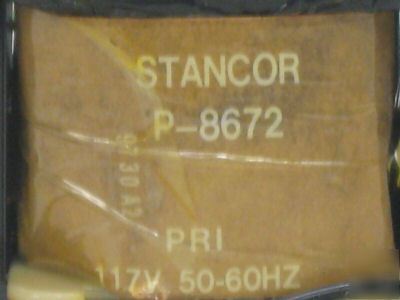 STANCOR
P-8672
PRI
117V 50-60HZ